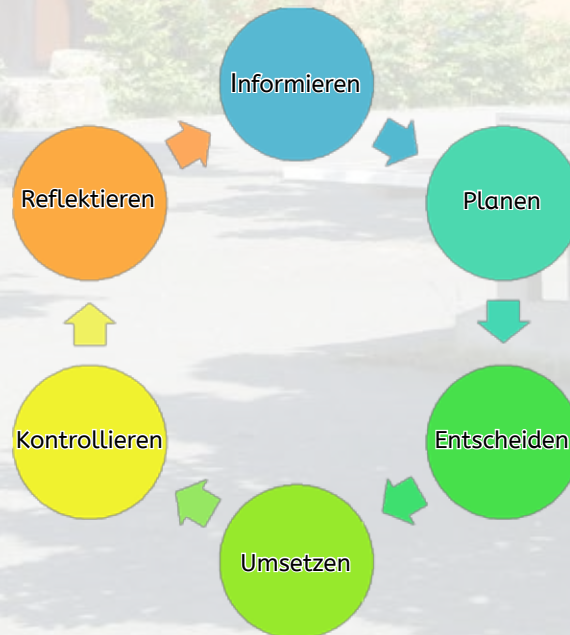 Informieren
Planen
Entscheiden
Umsetzen
Kontrollieren
Reflektieren